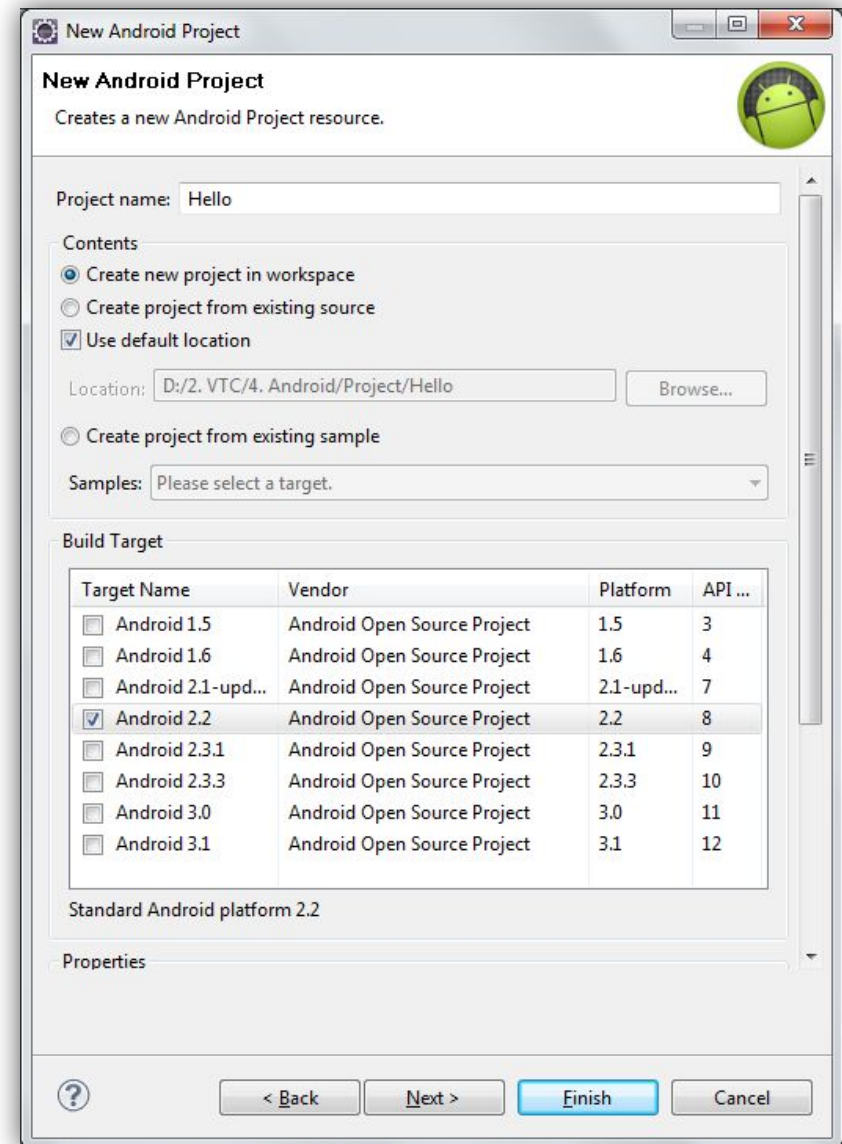 New Android Project
New Android Project
Creates a new Android Project resource.
Project name: Hello
Contents
Create new project in workspace
Create project from existing source
Use default location
Location: D:/2. VTC/4. Android/Project/Hello Browse...
Create project from existing sample
Samples: Please select a target.
Build Target
Target Name Vendor Platform API ...
Android 1.5 Android Open Source Project 1.5 3
Android 1.6 Android Open Source Project 1.6 4
Android 2.1-upd... Android Open Source Project 2.1-upd... 7
Android 2.2 Android Open Source Project 2.2 8
Android 2.3.1 Android Open Source Project 2.3.1 9
Android 2.3.3 Android Open Source Project 2.3.3 10
Android 3.0 Android Open Source Project 3.0 11
Android 3.1 Android Open Source Project 3.1 12
Standard Android platform 2.2
Properties
? < Back Next > Finish Cancel